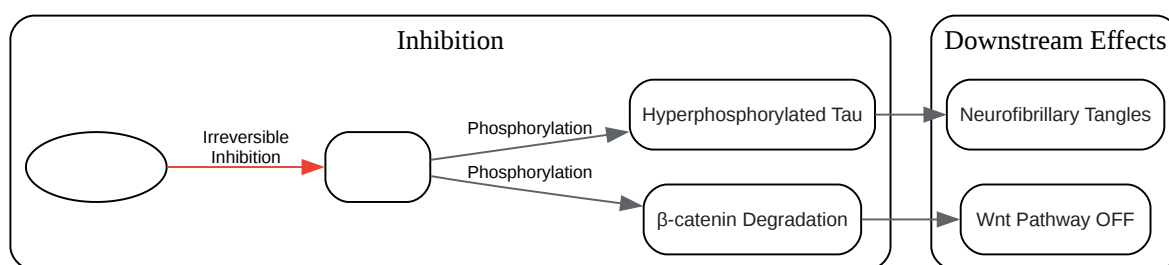 Inhibition
Downstream Effects
Irreversible
Inhibition
Phosphorylation
Hyperphosphorylated Tau
Neurofibrillary Tangles
Phosphorylation
β-catenin Degradation
Wnt Pathway OFF